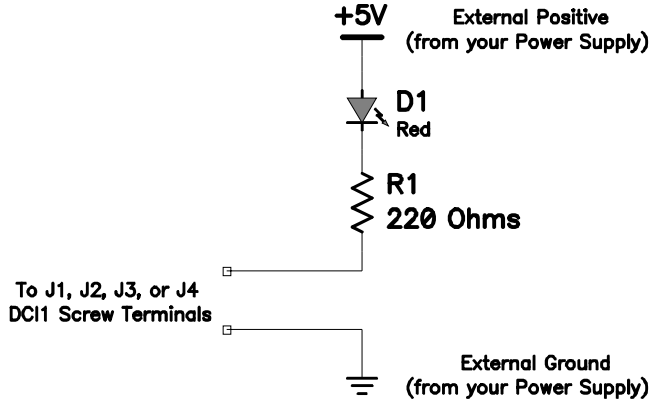 +5V
External Positive
(from your Power Supply)
D1
Red
R1
220 Ohms
To J1, J2, J3, or J4
DCI1 Screw Terminals
External Ground
(from your Power Supply)